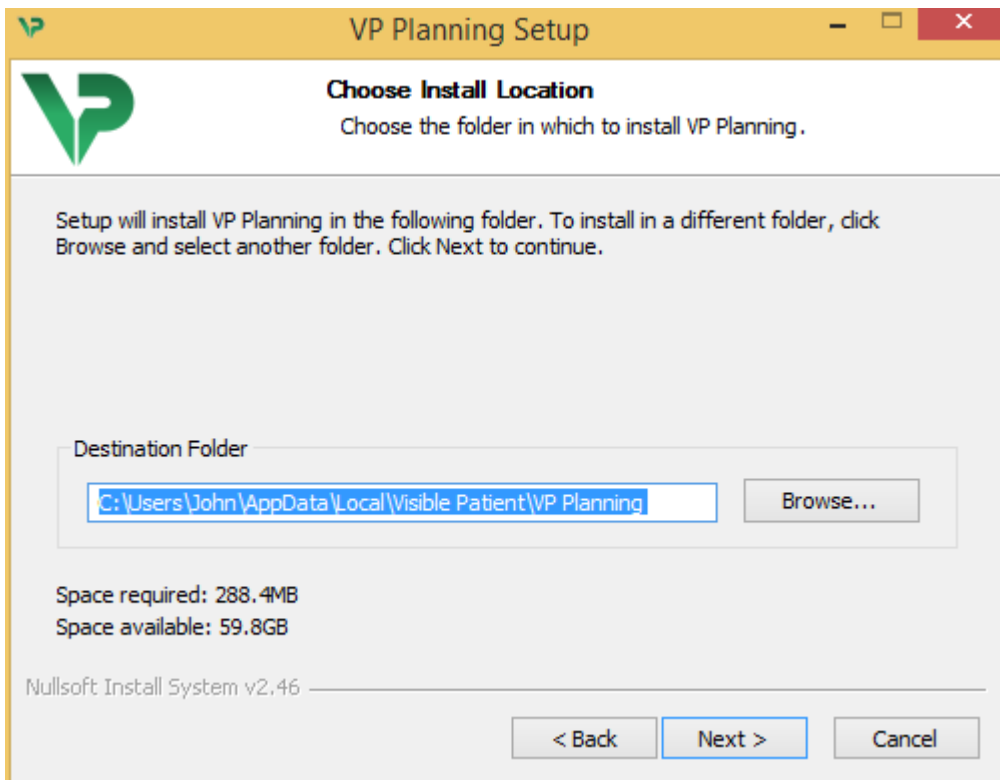 VP Planning Setup
VP
Choose Install Location
Choose the folder in which to install VP Planning.
Setup will install VP Planning in the following folder. To install in a different folder, click
Browse and select another folder. Click Next to continue.
Destination Folder
C:\Users\John\AppData\Local\Visible Patient\VP Planning
Browse...
Space required: 288.4MB
Space available: 59.8GB
Nullsoft Install System v2.46
< Back
Next >
Cancel